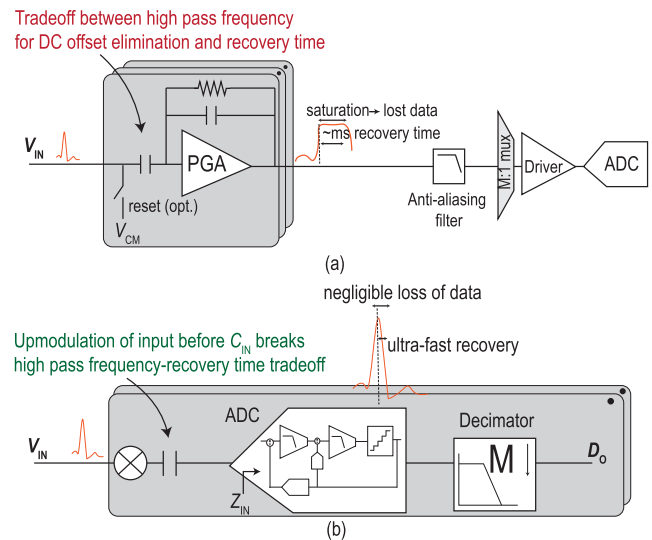 Tradeoff between high pass frequency
for DC offset elimination and recovery time
saturation→ lost data
~ms recovery time
V_IN
PGA
M:1 mux
Driver
ADC
reset (opt.)
V_CM
Anti-aliasing
filter
(a)
negligible loss of data
Upmodulation of input before C_IN breaks
high pass frequency-recovery time tradeoff
ultra-fast recovery
ADC
Decimator
V_IN
M
D_O
Z_IN
(b)